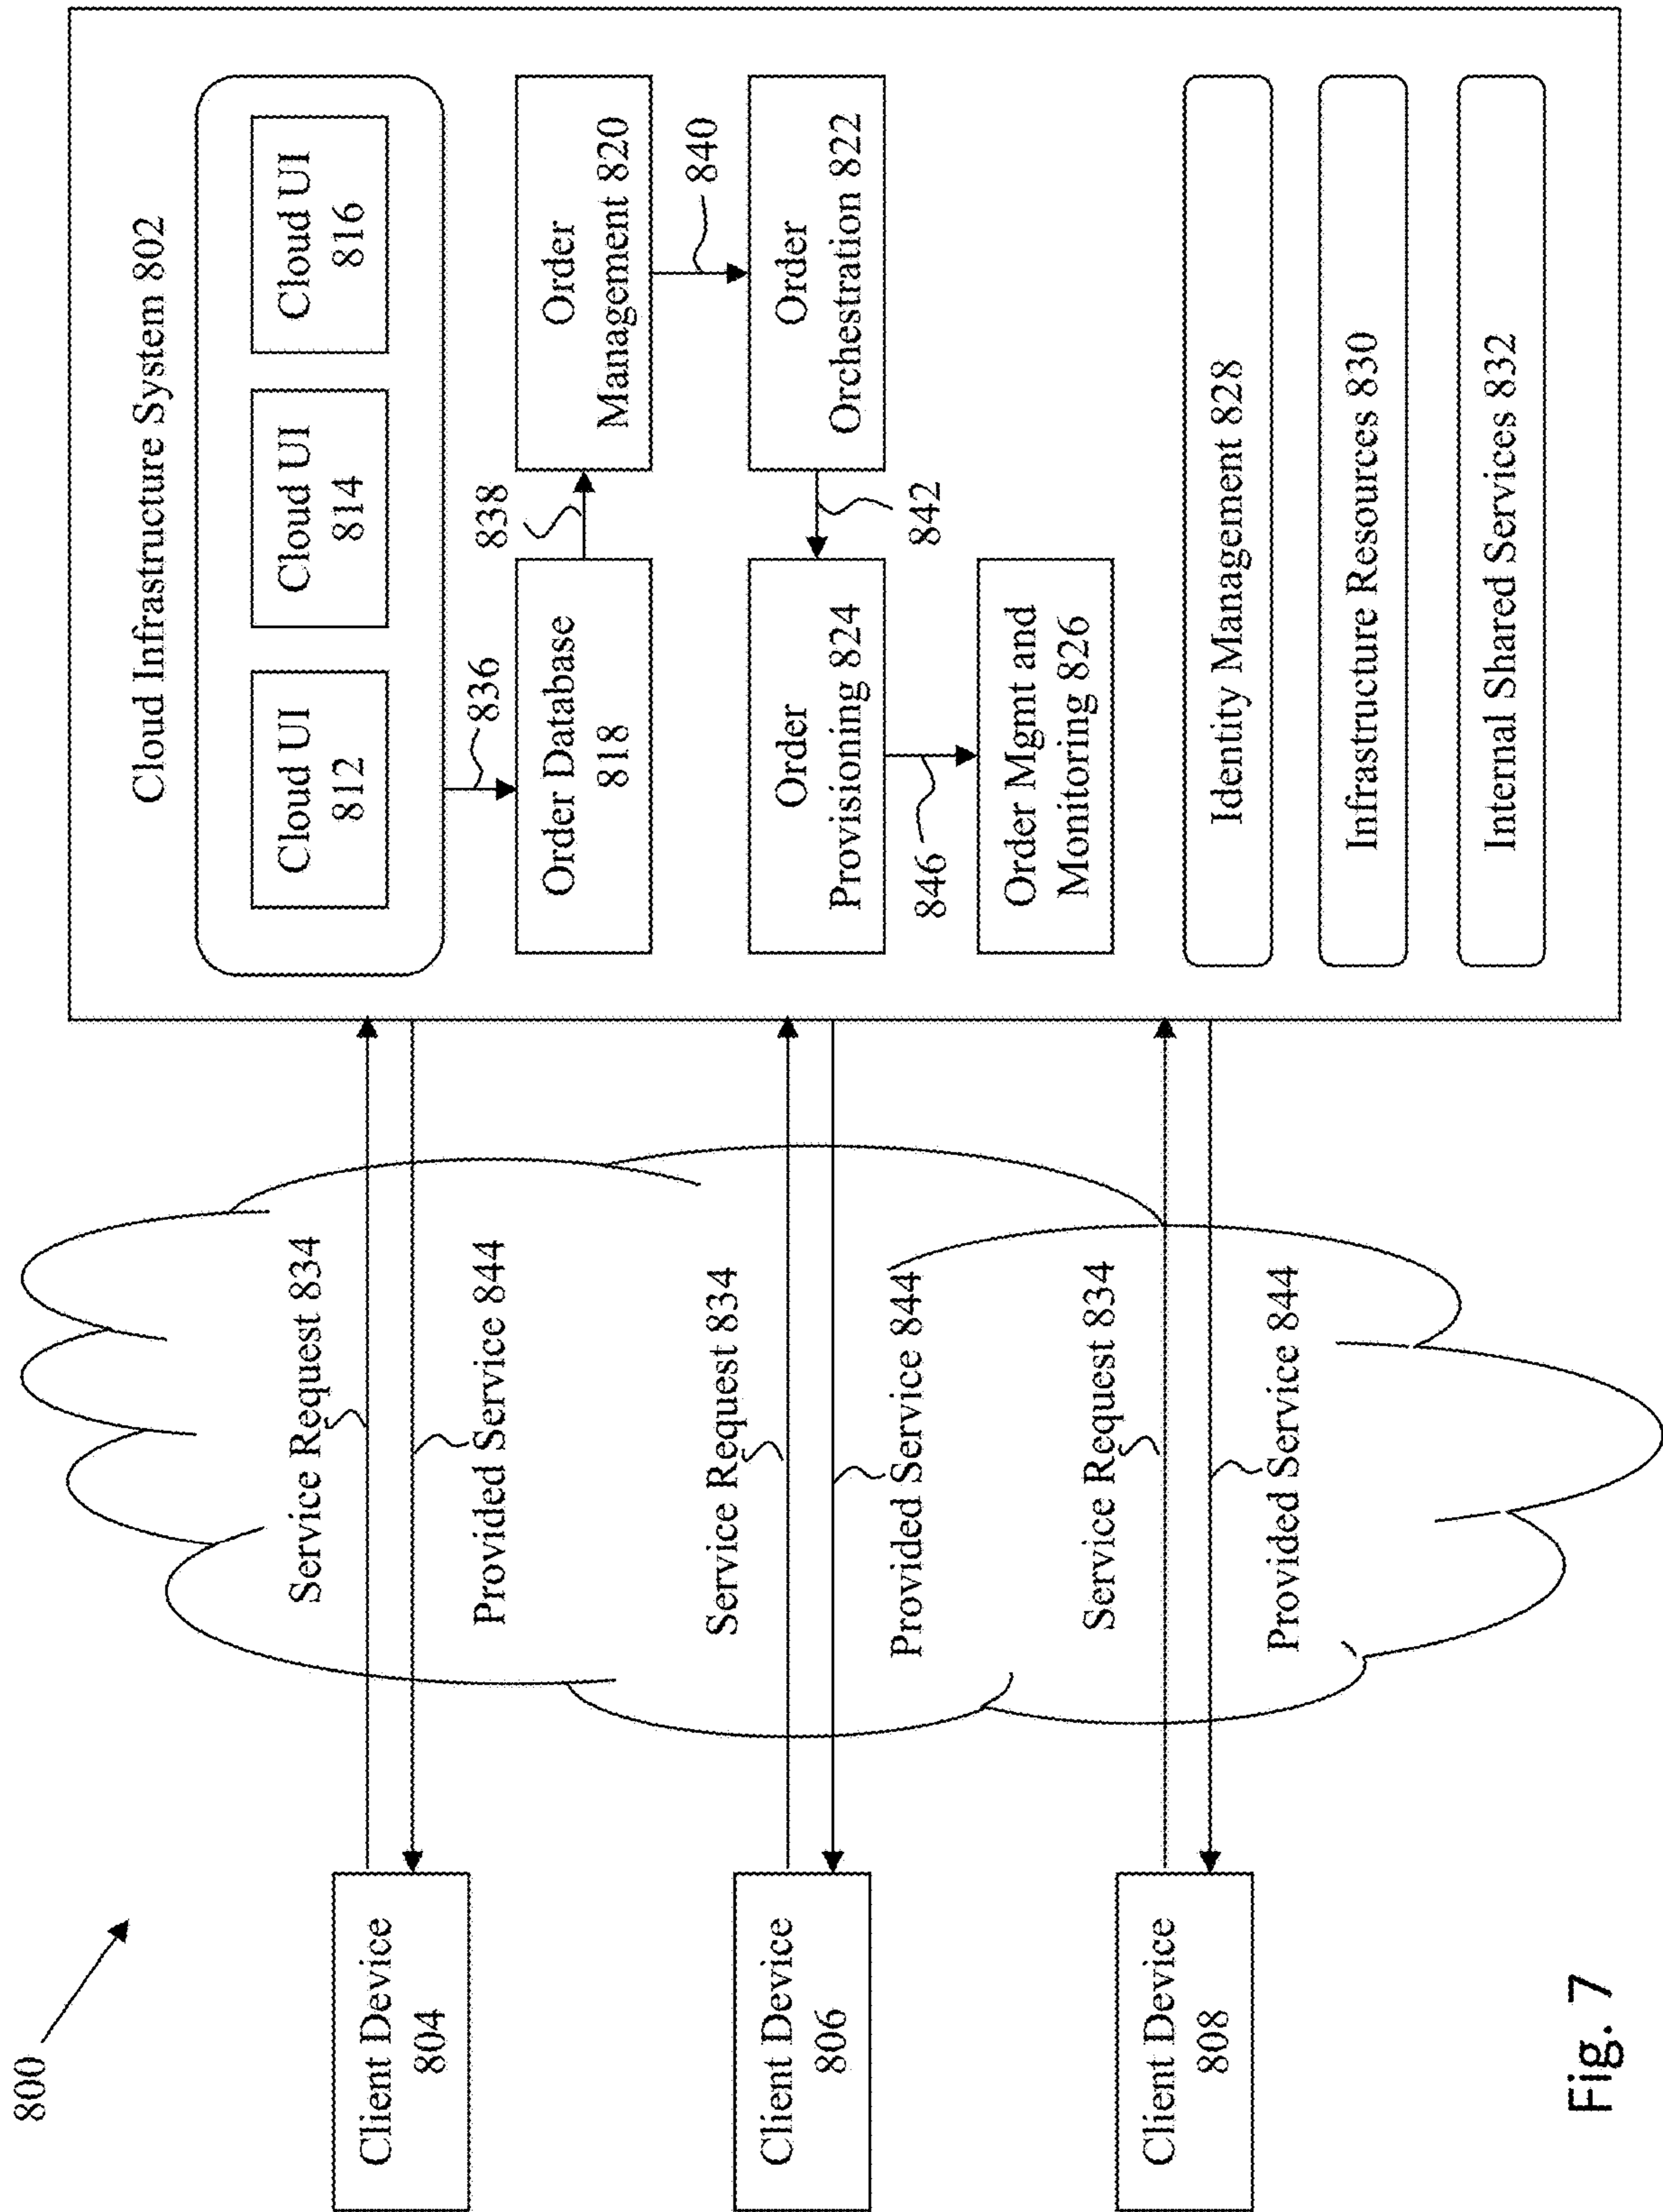 800
Cloud Infrastructure System 802
Cloud UI
812
Cloud UI
814
Cloud UI
816
836
Order Database
818
838
Order
Management 820
840
Order
Orchestration 822
842
Order
Provisioning 824
846
Order Mgmt and
Monitoring 826
Identity Management 828
Infrastructure Resources 830
Internal Shared Services 832
Client Device
804
Service Request 834
Provided Service 844
Client Device
806
Service Request 834
Provided Service 844
Client Device
808
Service Request 834
Provided Service 844
Fig. 7